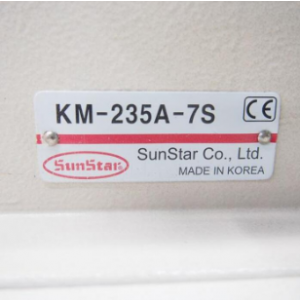 KM-235A-7S CE
SunStar SunStar Co., Ltd.
MADE IN KOREA